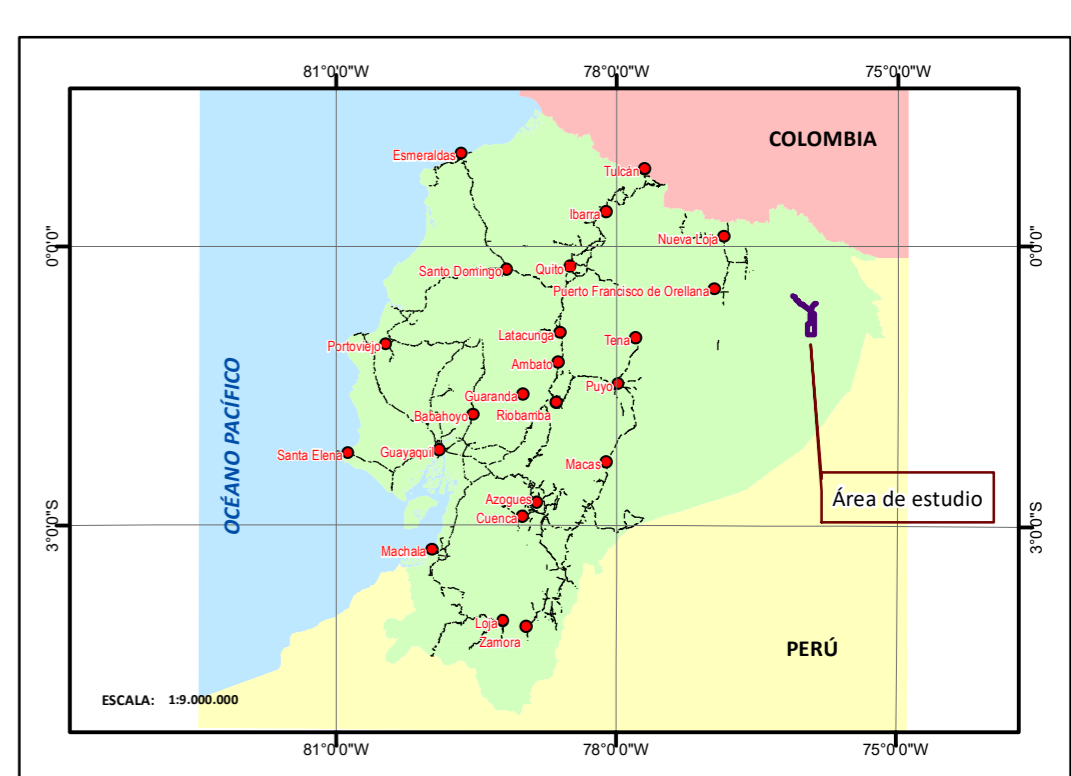 81°0'0"W
78°0'0"W
75°0'0"W
COLOMBIA
Esmeraldas
Tulcán
Ibarra
Nueva Loja
0°0'0"
0°0'0"
Santo Domingo
Quito
Puerto Francisco de Orellana
Latacunga
Tena
Portoviejo
Ambato
Puyo
Guaranda
Babahoyo
Riobamba
OCÉANO PACÍFICO
Guayaquil
Santa Elena
Macas
Azogues
Área de estudio
Cuenca
3°0'0"S
3°0'0"S
Machala
Loja
Zamora
PERÚ
ESCALA: 1:9.000.000
81°0'0"W
78°0'0"W
75°0'0"W